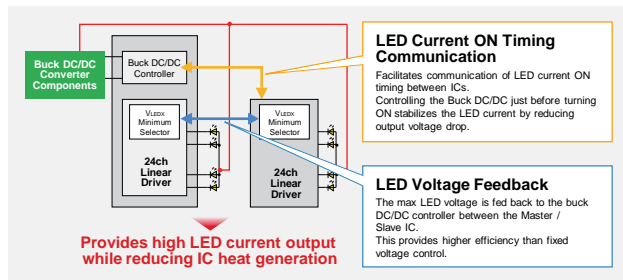 Buck DC/DC
Converter
Components
Buck DC/DC
Controller
VLEDX
Minimum
Selector
24ch
Linear
Driver
VLEDX
Minimum
Selector
24ch
Linear
Driver
LED Current ON Timing
Communication
Facilitates communication of LED current ON
timing between ICs.
Controlling the Buck DC/DC just before turning
ON stabilizes the LED current by reducing
output voltage drop.
LED Voltage Feedback
The max LED voltage is fed back to the buck
DC/DC controller between the Master /
Slave IC.
This provides higher efficiency than fixed
voltage control.
Provides high LED current output
while reducing IC heat generation